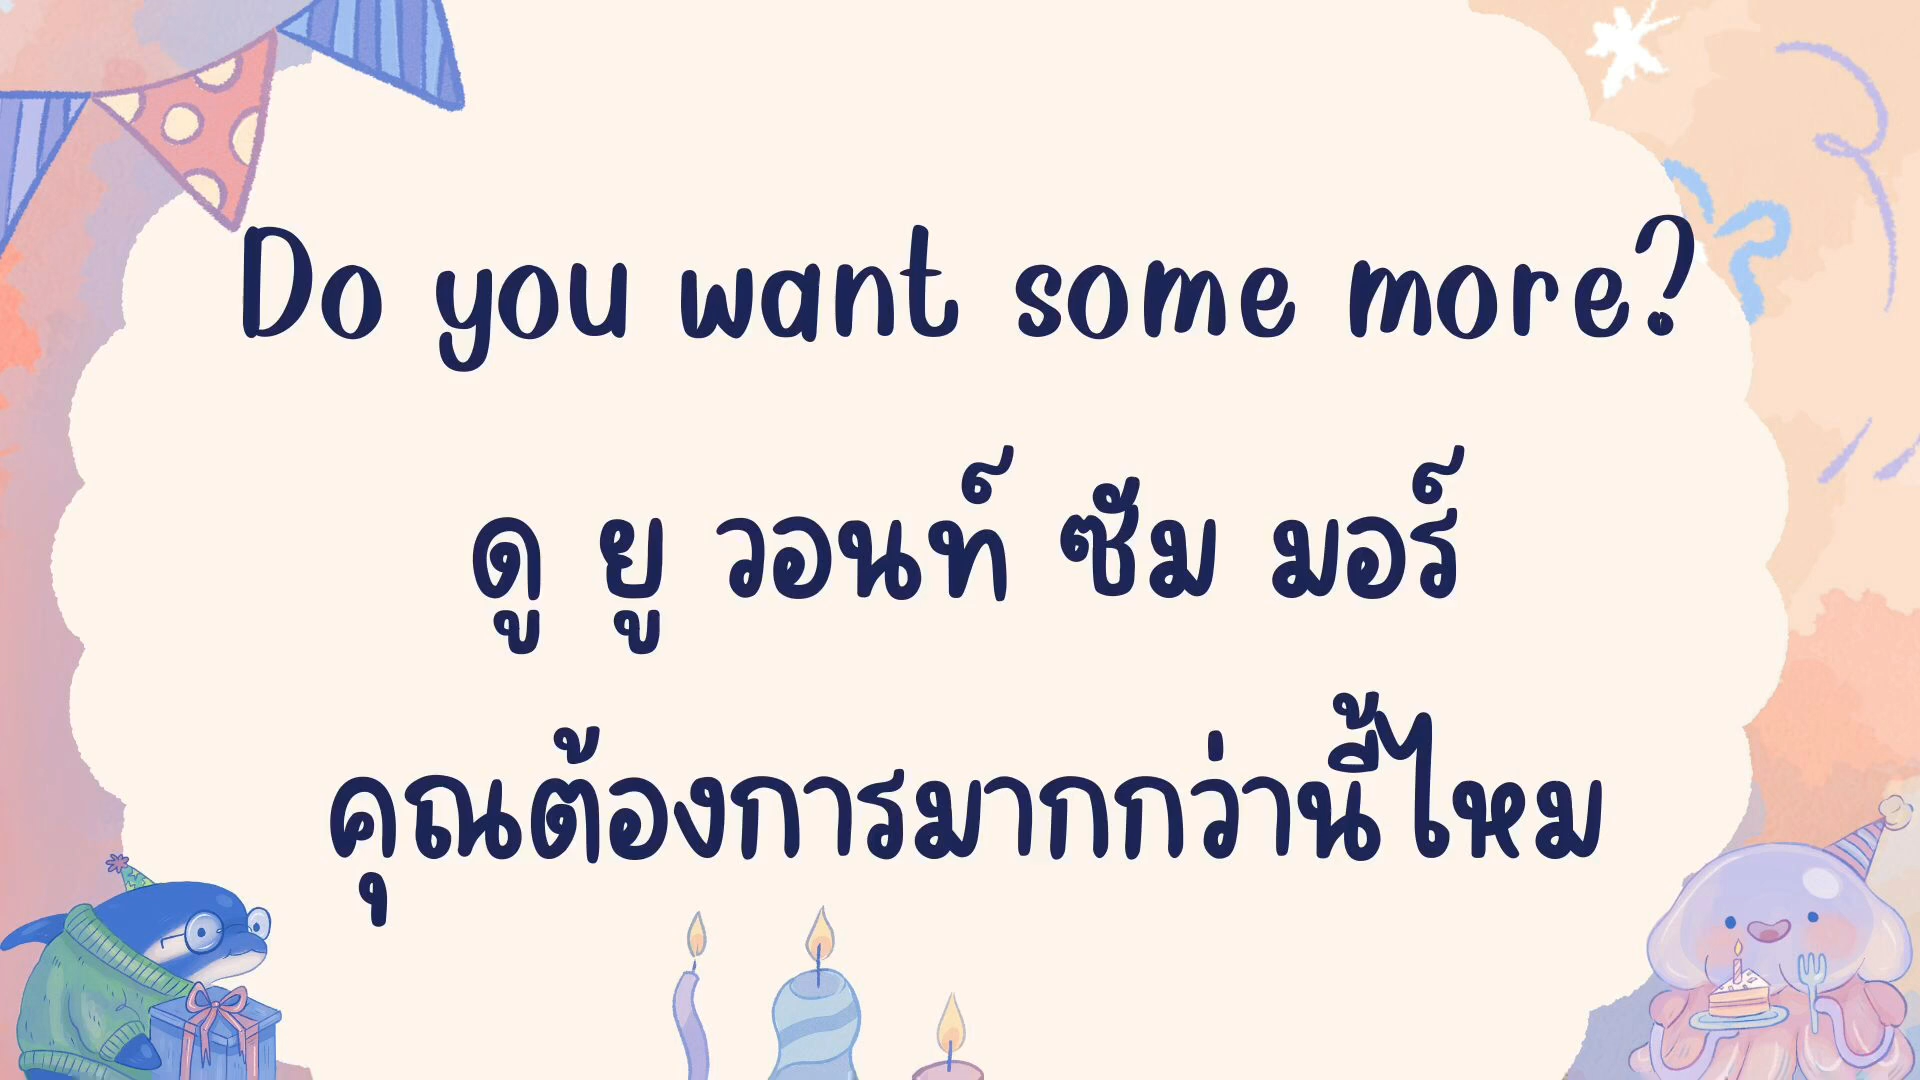 Do you want some more?
ดู ยู วอนท์ ซัม มอร์
คุณต้องการมากกว่านี้ไหม